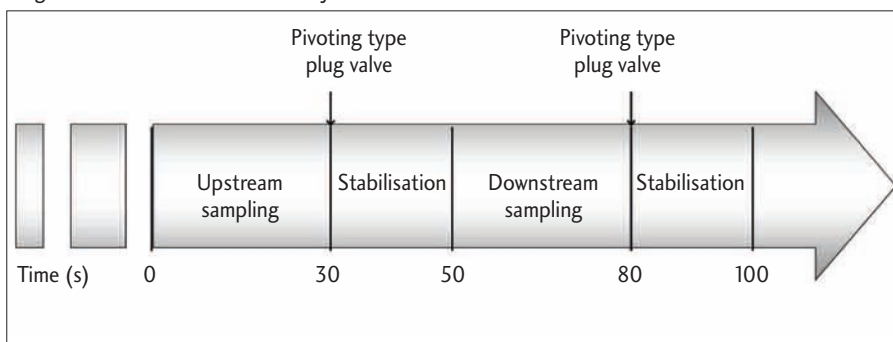 Pivoting type
plug valve
Pivoting type
plug valve
Upstream
sampling
Stabilisation
Downstream
sampling
Stabilisation
Time (s)
0
30
50
80
100